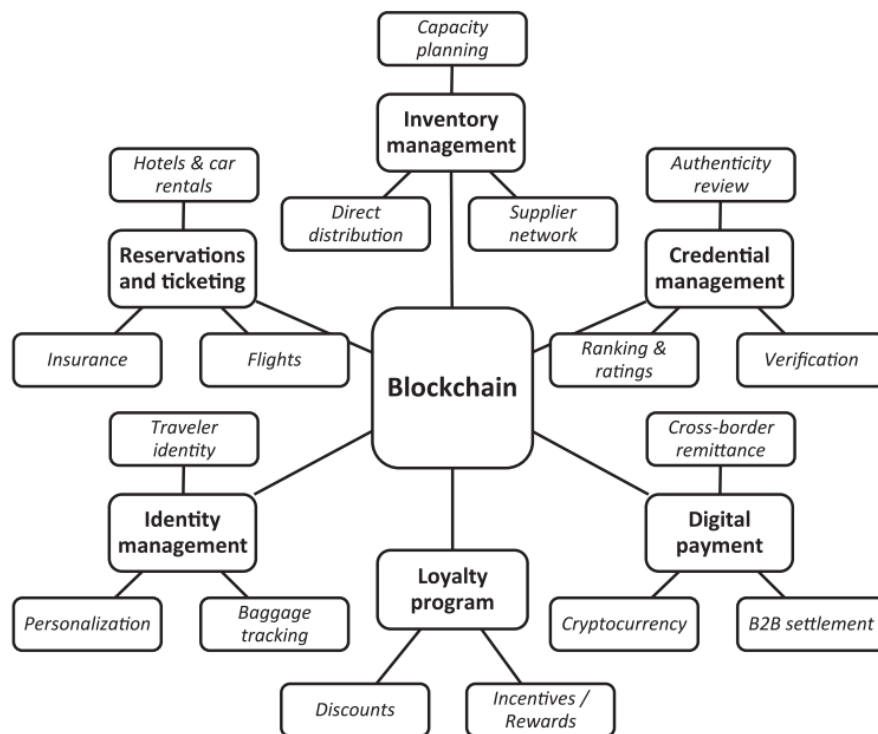 Capacity
planning
Inventory
management
Direct
distribution
Supplier
network
Hotels & car
rentals
Reservations
and ticketing
Insurance
Flights
Authenticity
review
Credential
management
Ranking &
ratings
Verification
Blockchain
Traveler
identity
Identity
management
Personalization
Baggage
tracking
Loyalty
program
Discounts
Incentives /
Rewards
Cross-border
remittance
Digital
payment
Cryptocurrency
B2B settlement